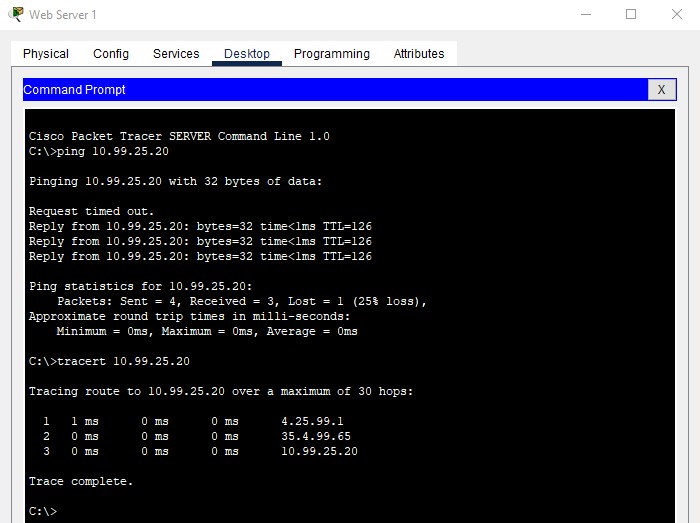 Web Server 1
Physical Config Services Desktop Programming Attributes
Command Prompt
X
Cisco Packet Tracer SERVER Command Line 1.0
C:\>ping 10.99.25.20
Pinging 10.99.25.20 with 32 bytes of data:
Request timed out.
Reply from 10.99.25.20: bytes=32 time<1ms TTL=126
Reply from 10.99.25.20: bytes=32 time<1ms TTL=126
Reply from 10.99.25.20: bytes=32 time<1ms TTL=126
Ping statistics for 10.99.25.20:
Packets: Sent = 4, Received = 3, Lost = 1 (25% loss),
Approximate round trip times in milli-seconds:
Minimum = 0ms, Maximum = 0ms, Average = 0ms
C:\>tracert 10.99.25.20
Tracing route to 10.99.25.20 over a maximum of 30 hops:
1 1 ms 0 ms 0 ms 4.25.99.1
2 0 ms 0 ms 0 ms 35.4.99.65
3 0 ms 0 ms 0 ms 10.99.25.20
Trace complete.
C:\>